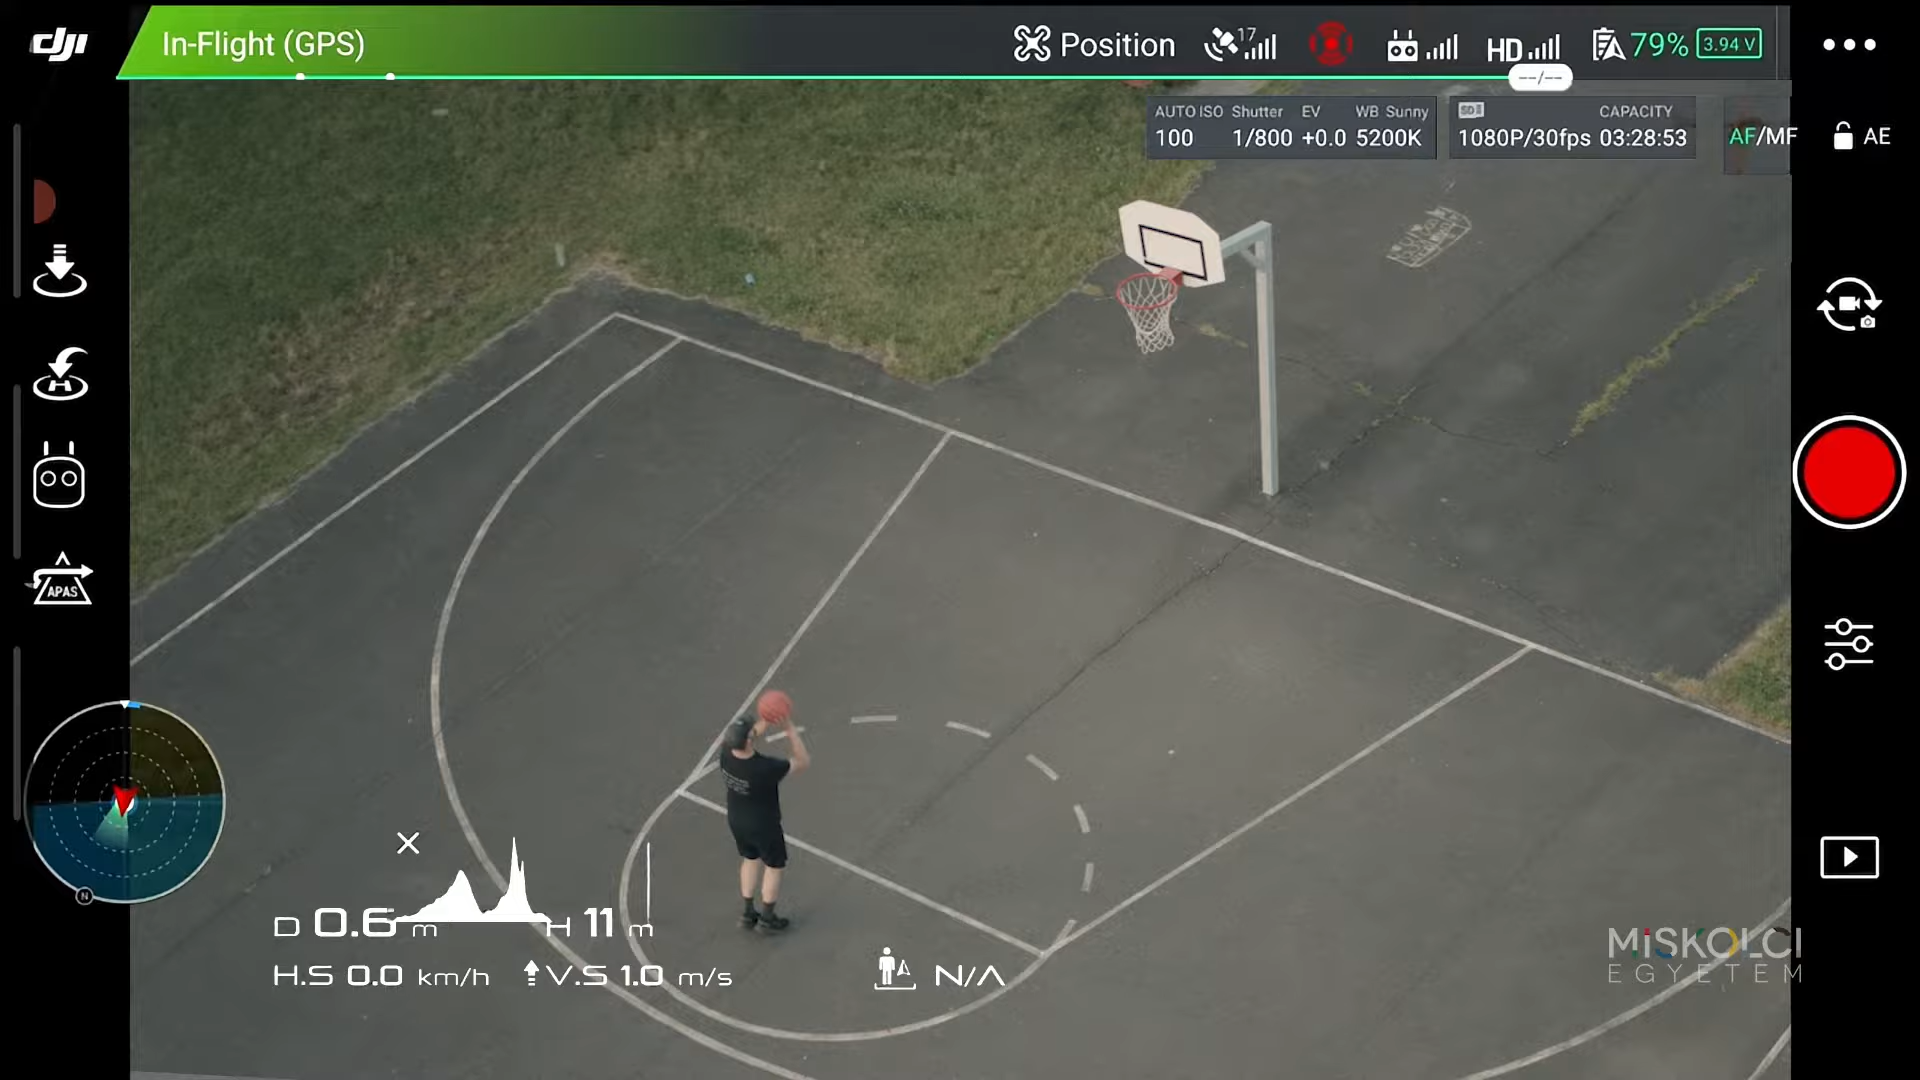 dji
In-Flight (GPS)
Position
17
HD
79%
3.94 V
--/--
AUTO ISO Shutter EV WB Sunny
100 1/800 +0.0 5200K
SD
CAPACITY
1080P/30fps 03:28:53
AF/MF
AE
H
APAS
N
D 0.6 m H 11 m
H.S 0.0 km/h V.S 1.0 m/s
N/A
MiSKOLCI
EGYETEM